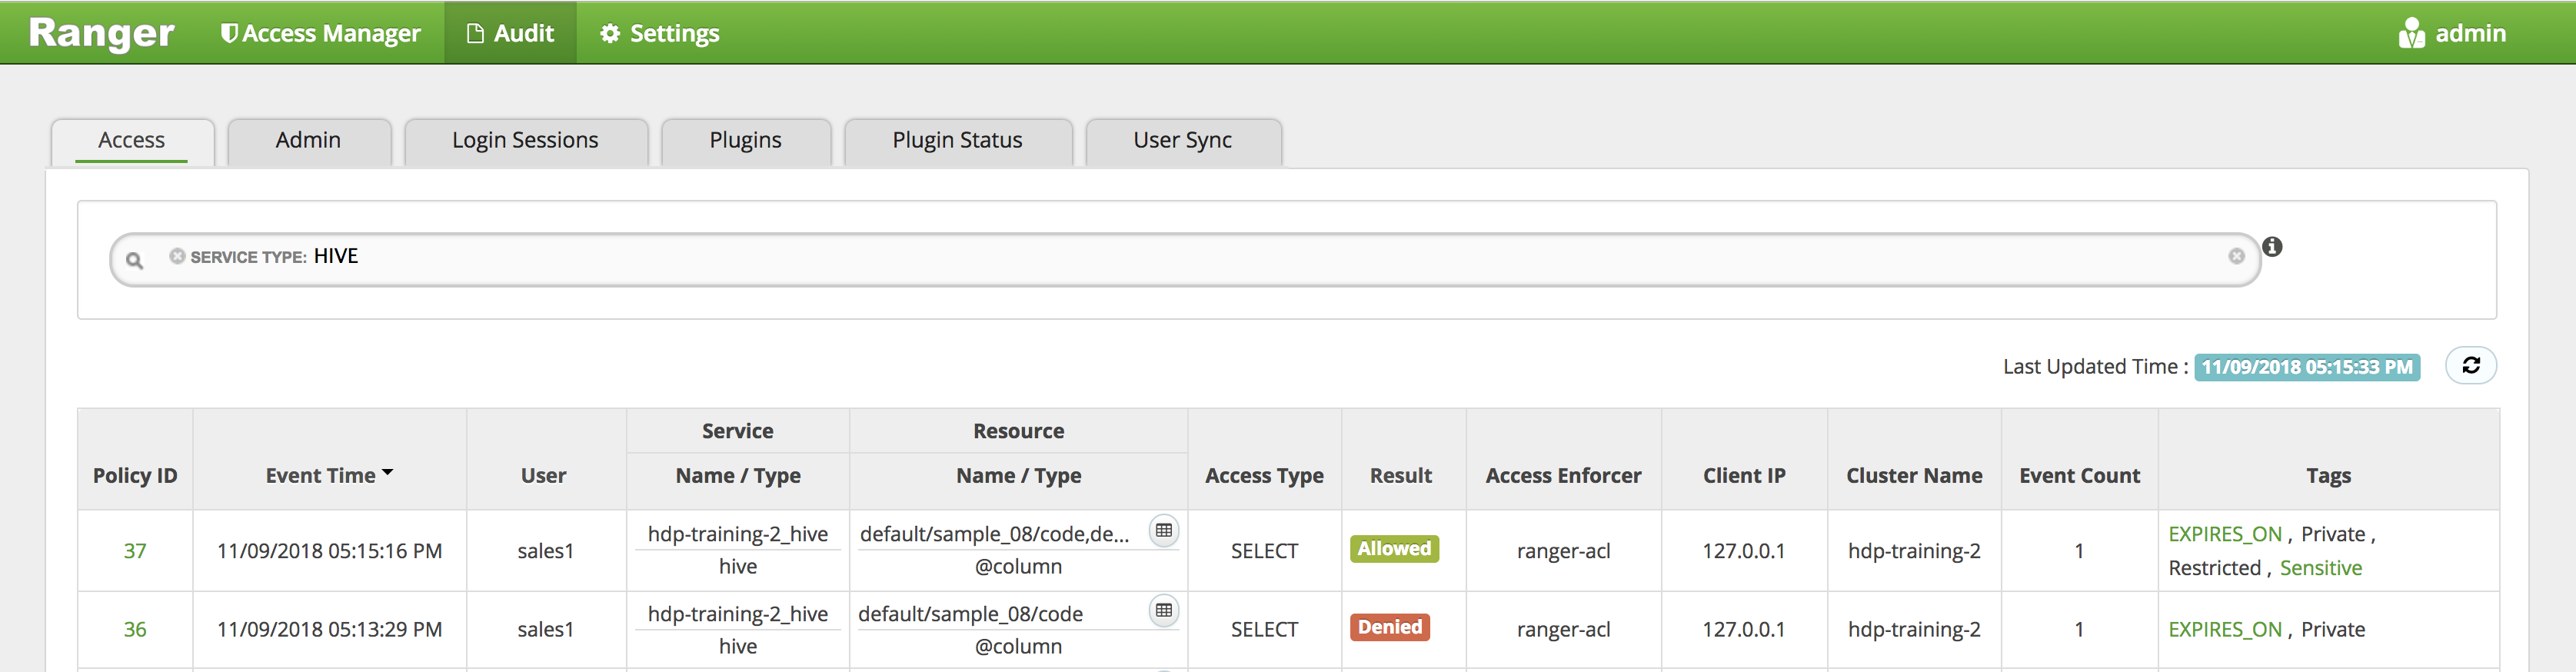 Ranger Access Manager Audit Settings admin
Access Admin Login Sessions Plugins Plugin Status User Sync
SERVICE TYPE: HIVE
Last Updated Time : 11/09/2018 05:15:33 PM
Service Resource
Policy ID Event Time User Name / Type Name / Type Access Type Result Access Enforcer Client IP Cluster Name Event Count Tags
37 11/09/2018 05:15:16 PM sales1 hdp-training-2_hive default/sample_08/code,de... SELECT Allowed ranger-acl 127.0.0.1 hdp-training-2 1 EXPIRES_ON , Private ,
hive @column Restricted , Sensitive
36 11/09/2018 05:13:29 PM sales1 hdp-training-2_hive default/sample_08/code SELECT Denied ranger-acl 127.0.0.1 hdp-training-2 1 EXPIRES_ON , Private
hive @column